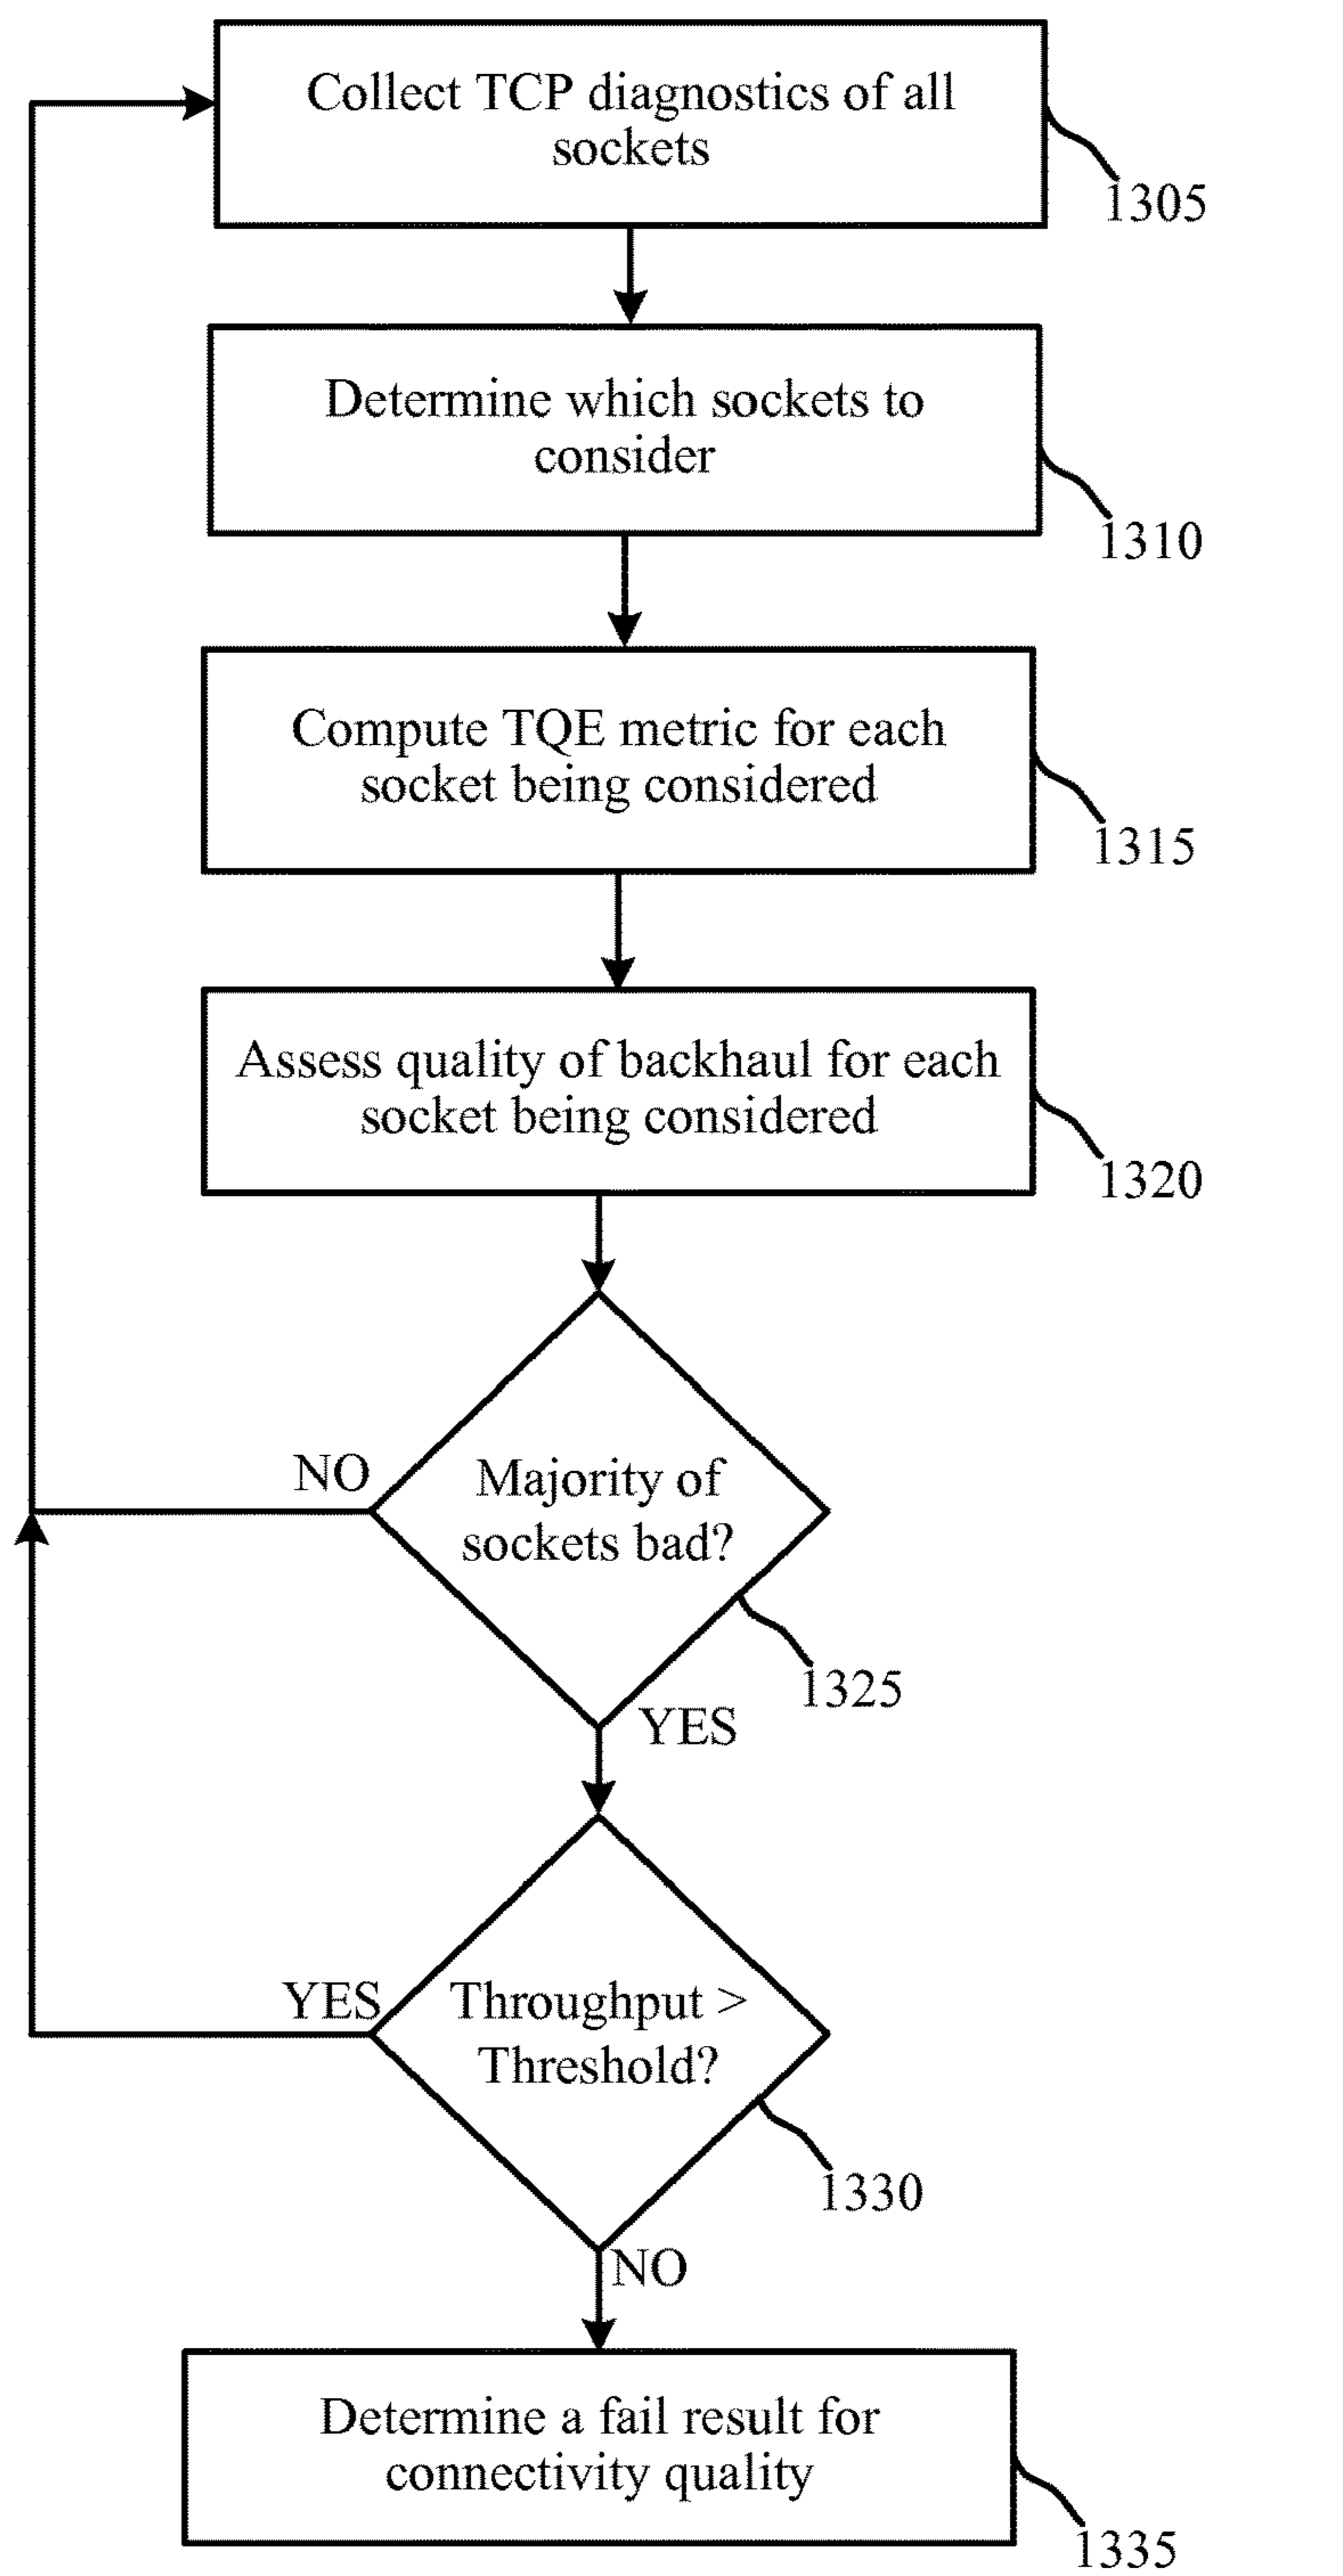 Collect TCP diagnostics of all
sockets
1305
Determine which sockets to
consider
1310
Compute TQE metric for each
socket being considered
1315
Assess quality of backhaul for each
socket being considered
1320
NO
Majority of
sockets bad?
1325
YES
YES
Throughput >
Threshold?
1330
NO
Determine a fail result for
connectivity quality
1335